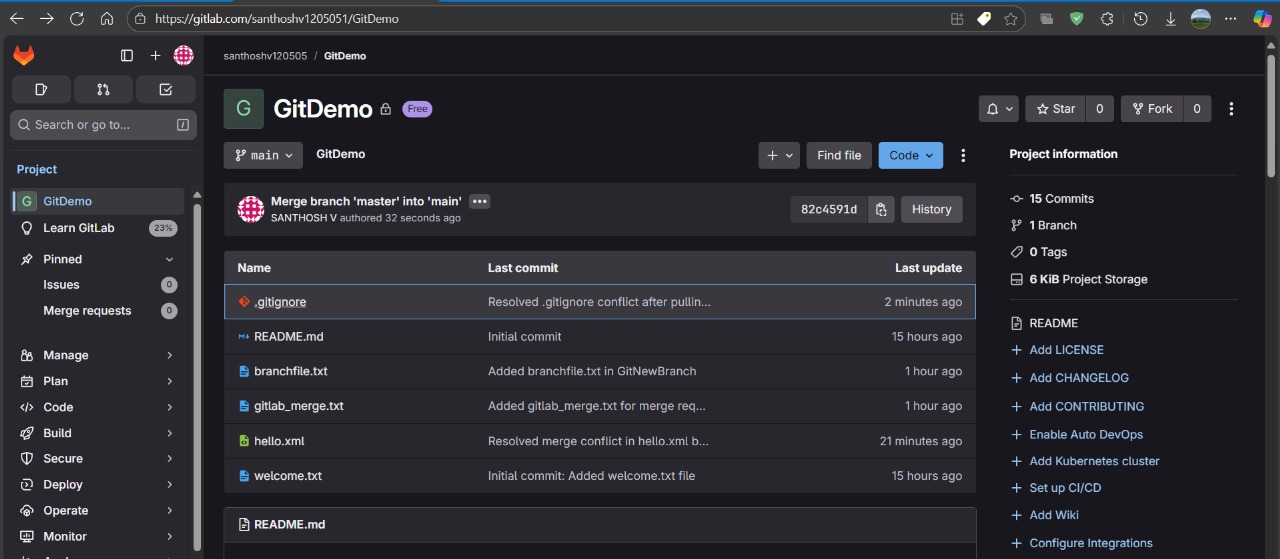 https://gitlab.com/santhoshv1205051/GitDemo
santhoshv120505 / GitDemo
Search or go to... /
Project
G GitDemo
Learn GitLab 23%
Pinned
Issues 0
Merge requests 0
Manage
Plan
Code
Build
Secure
Deploy
Operate
Monitor
G GitDemo Free
Star 0 Fork 0
main GitDemo
Find file Code
Merge branch 'master' into 'main'
SANTHOSH V authored 32 seconds ago
82c4591d History
Name Last commit Last update
.gitignore Resolved .gitignore conflict after pullin... 2 minutes ago
README.md Initial commit 15 hours ago
branchfile.txt Added branchfile.txt in GitNewBranch 1 hour ago
gitlab_merge.txt Added gitlab_merge.txt for merge req... 1 hour ago
hello.xml Resolved merge conflict in hello.xml b... 21 minutes ago
welcome.txt Initial commit: Added welcome.txt file 15 hours ago
README.md
Project information
15 Commits
1 Branch
0 Tags
6 KiB Project Storage
README
Add LICENSE
Add CHANGELOG
Add CONTRIBUTING
Enable Auto DevOps
Add Kubernetes cluster
Set up CI/CD
Add Wiki
Configure Integrations